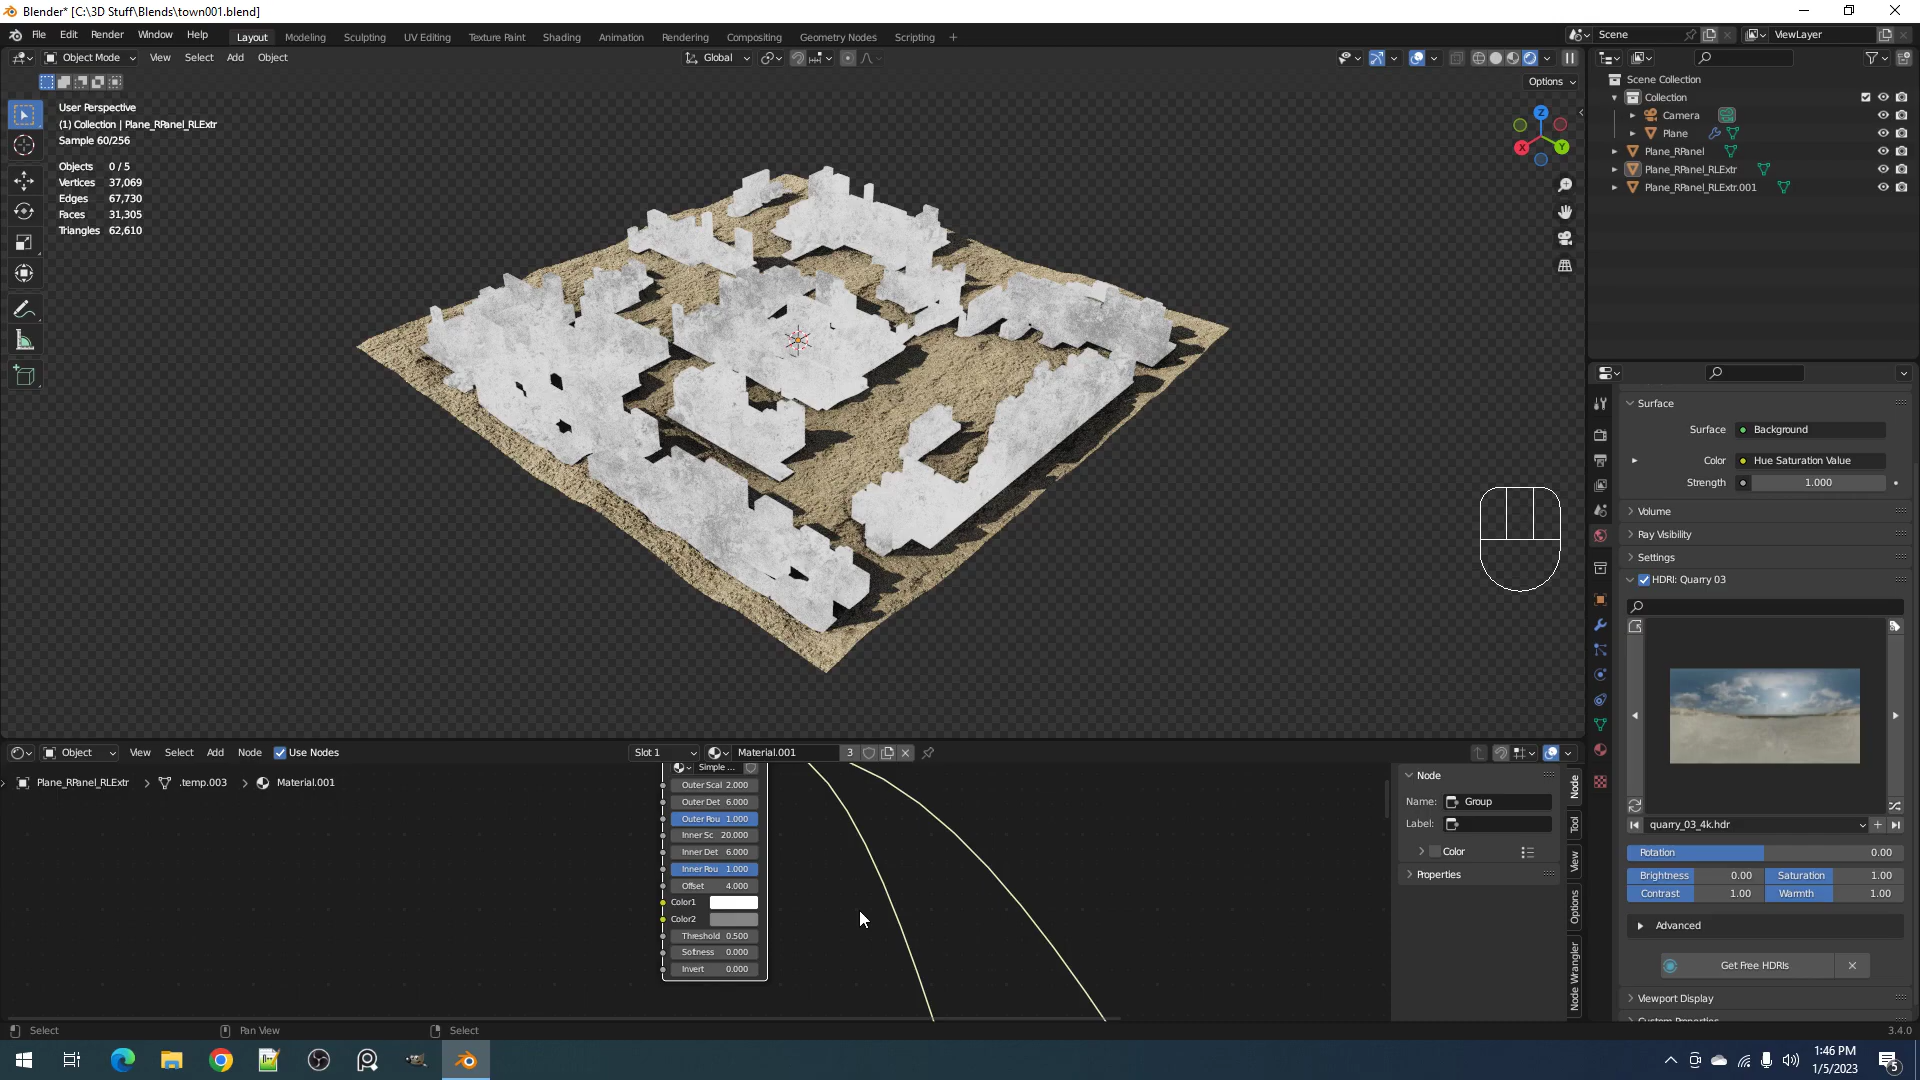 Blender* [C:\3D Stuff\Blends\town001.blend]
File Edit Render Window Help
Layout Modeling Sculpting UV Editing Texture Paint Shading Animation Rendering Compositing Geometry Nodes Scripting +
Scene
ViewLayer
Object Mode View Select Add Object
Global
Options
User Perspective
(1) Collection | Plane_RPanel_RLExtr
Sample 60/256
Objects 0 / 5
Vertices 37,069
Edges 67,730
Faces 31,305
Triangles 62,610
Z
X
Y
Scene Collection
Collection
Camera
Plane
Plane_RPanel
Plane_RPanel_RLExtr
Plane_RPanel_RLExtr.001
Surface
Surface Background
Color Hue Saturation Value
Strength 1.000
Volume
Ray Visibility
Settings
HDRI: Quarry 03
quarry_03_4k.hdr
Rotation 0.00
Brightness 0.00 Saturation 1.00
Contrast 1.00 Warmth 1.00
Advanced
Get Free HDRIs
Viewport Display
Object View Select Add Node Use Nodes
Slot 1
Material.001 3
Plane_RPanel_RLExtr .temp.003 Material.001
Simple ...
Outer Scal 2.000
Outer Det 6.000
Outer Rou 1.000
Inner Sc 20.000
Inner Det 6.000
Inner Rou 1.000
Offset 4.000
Color1
Color2
Threshold 0.500
Softness 0.000
Invert 0.000
Node
Name: Group
Label:
Color
Properties
Node
Tool
View
Options
Node Wrangler
Select Pan View Select
3.4.0
1:46 PM
1/5/2023
5